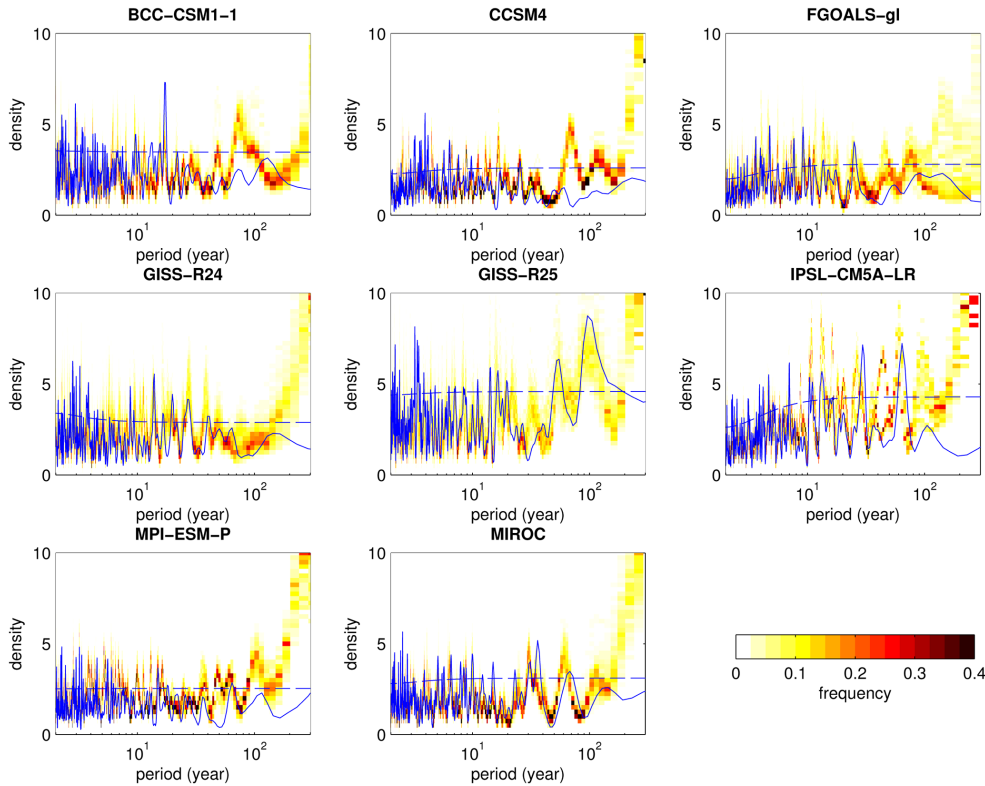 BCC−CSM1−1
CCSM4
FGOALS−gl
10
5
0
density
10^1
10^2
period (year)
10
5
0
density
10^1
10^2
period (year)
10
5
0
density
10^1
10^2
period (year)
GISS−R24
GISS−R25
IPSL−CM5A−LR
10
5
0
density
10^1
10^2
period (year)
10
5
0
density
10^1
10^2
period (year)
10
5
0
density
10^1
10^2
period (year)
MPI−ESM−P
MIROC
10
5
0
density
10^1
10^2
period (year)
10
5
0
density
10^1
10^2
period (year)
0
0.1
0.2
0.3
0.4
frequency